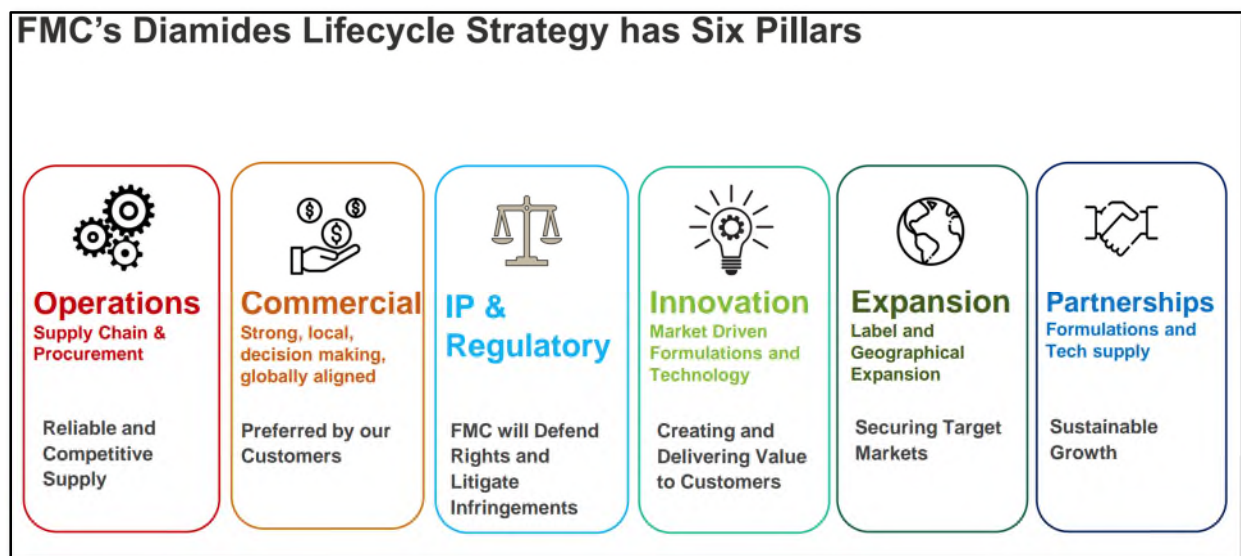 FMC's Diamides Lifecycle Strategy has Six Pillars
Operations
Supply Chain &
Procurement
Reliable and
Competitive
Supply
Commercial
Strong, local,
decision making,
globally aligned
Preferred by our
Customers
IP &
Regulatory
FMC will Defend
Rights and
Litigate
Infringements
Innovation
Market Driven
Formulations and
Technology
Creating and
Delivering Value
to Customers
Expansion
Label and
Geographical
Expansion
Securing Target
Markets
Partnerships
Formulations and
Tech supply
Sustainable
Growth